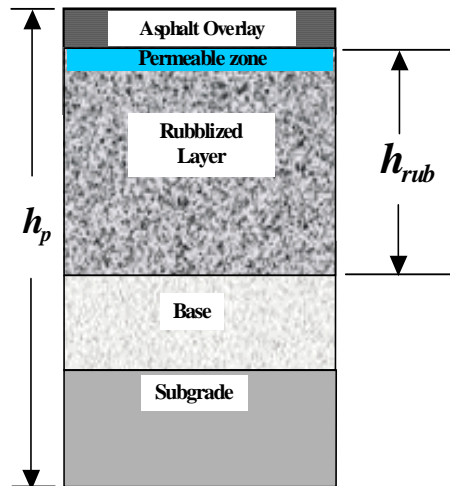 Asphalt Overlay
Permeable zone
Rubblized
Layer
h_rub
h_p
Base
Subgrade